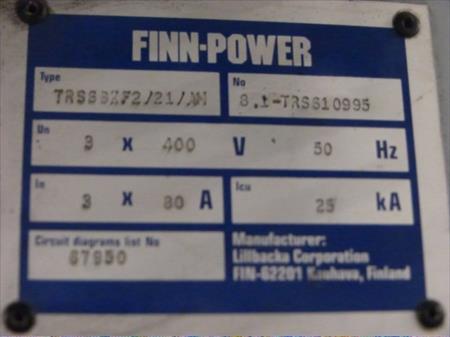 FINN-POWER
Type No
Un 3 X 400 V 50 Hz
In 3 X 80 A Icu 25 kA
Circuit diagrams list No
67950
Manufacturer:
Lillbacka Corporation
FIN-62201 Kauhava, Finland